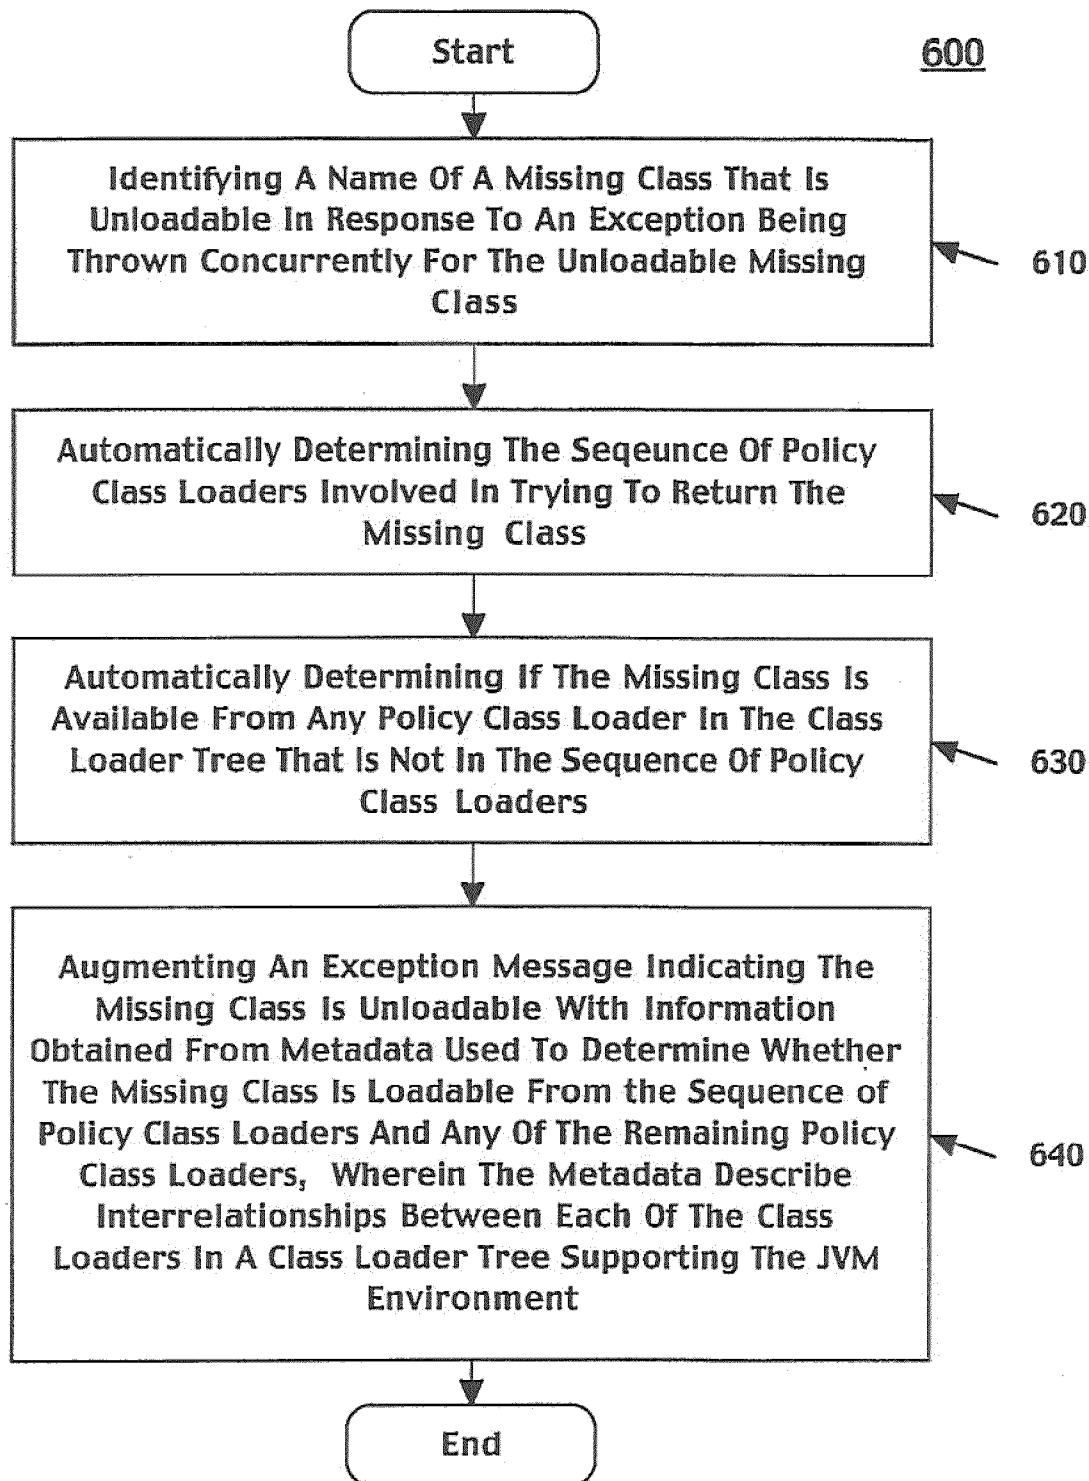 Start
600
Identifying A Name Of A Missing Class That Is
Unloadable In Response To An Exception Being
Thrown Concurrently For The Unloadable Missing
Class
610
Automatically Determining The Seqeunce Of Policy
Class Loaders Involved In Trying To Return The
Missing Class
620
Automatically Determining If The Missing Class Is
Available From Any Policy Class Loader In The Class
Loader Tree That Is Not In The Sequence Of Policy
Class Loaders
630
Augmenting An Exception Message Indicating The
Missing Class Is Unloadable With Information
Obtained From Metadata Used To Determine Whether
The Missing Class Is Loadable From the Sequence of
Policy Class Loaders And Any Of The Remaining Policy
Class Loaders, Wherein The Metadata Describe
Interrelationships Between Each Of The Class
Loaders In A Class Loader Tree Supporting The JVM
Environment
640
End